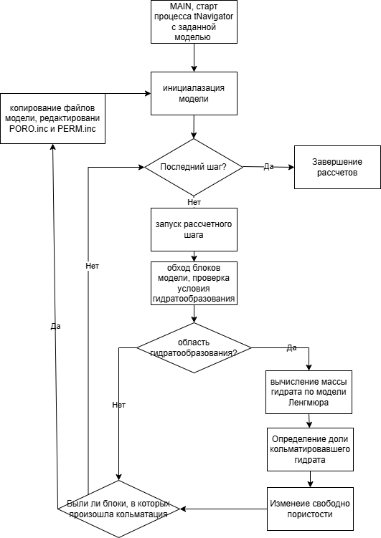 MAIN, старт
процесса tNavigator
с заданной
моделью
инициалазация
модели
копирование файлов
модели, редактировани
PORO.inc и PERM.inc
Последний шаг?
Да
Завершение
рассчетов
Нет
запуск рассчетного
шага
обход блоков
модели, проверка
условия
гидратообразования
Нет
Да
область
гидратообразования?
Да
Нет
вычисление массы
гидрата по модели
Ленгмюра
Определение доли
кольматировавшего
гидрата
Были ли блоки, в которых
произошла кольматация
Изменеие свободно
пористости